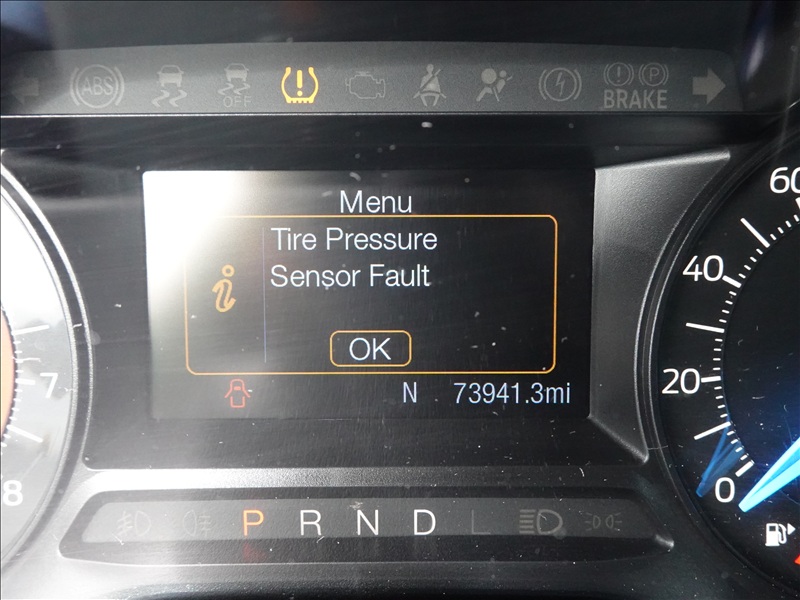 ABS
OFF
BRAKE
Menu
Tire Pressure
Sensor Fault
OK
N 73941.3mi
P R N D L
7
8
60
40
20
0